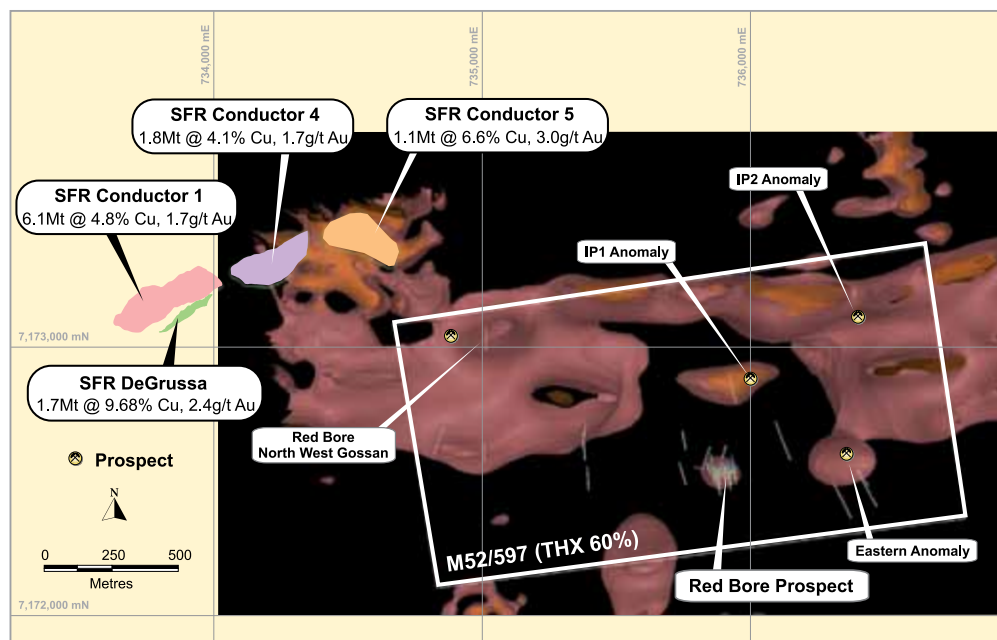 734,000 mE
735,000 mE
736,000 mE
SFR Conductor 4
1.8Mt @ 4.1% Cu, 1.7g/t Au
SFR Conductor 5
1.1Mt @ 6.6% Cu, 3.0g/t Au
IP2 Anomaly
SFR Conductor 1
6.1Mt @ 4.8% Cu, 1.7g/t Au
IP1 Anomaly
7,173,000 mN
SFR DeGrussa
1.7Mt @ 9.68% Cu, 2.4g/t Au
Red Bore
North West Gossan
Prospect
N
0 250 500
Metres
M52/597 (THX 60%)
Eastern Anomaly
Red Bore Prospect
7,172,000 mN